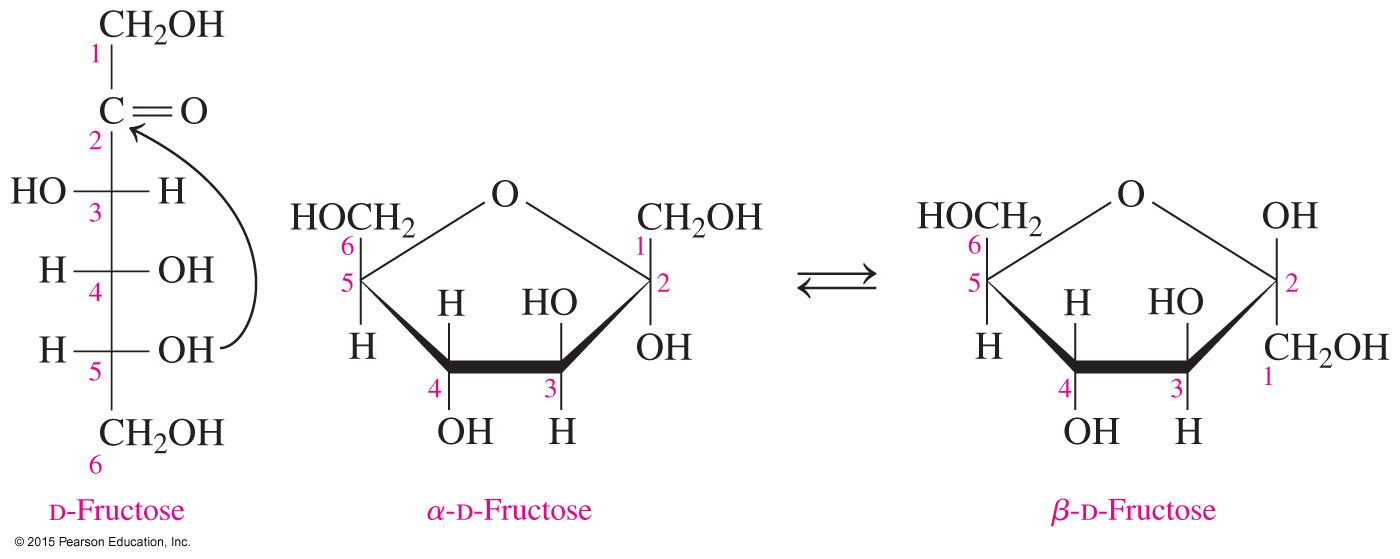 CH₂OH
1
C=O
2
HO H
3
H OH
4
H OH
5
CH₂OH
6
D-Fructose
© 2015 Pearson Education, Inc.
O
HOCH₂ CH₂OH
6 1
5 2
H HO
H OH
4 3
OH H
α-D-Fructose
O
HOCH₂ OH
6
5 2
H HO
H CH₂OH
4 3 1
OH H
β-D-Fructose